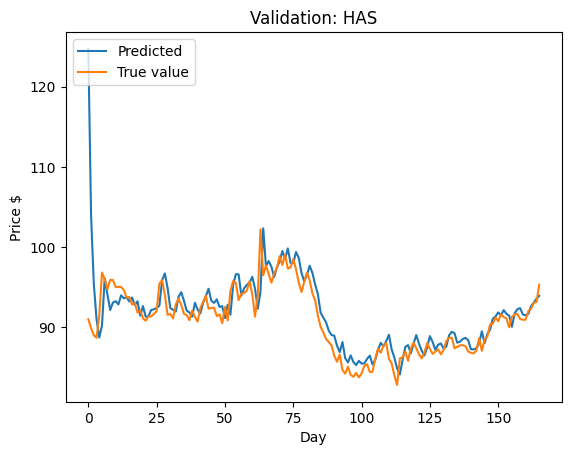 Validation: HAS
Predicted
True value
120
110
100
90
Price $
0 25 50 75 100 125 150
Day